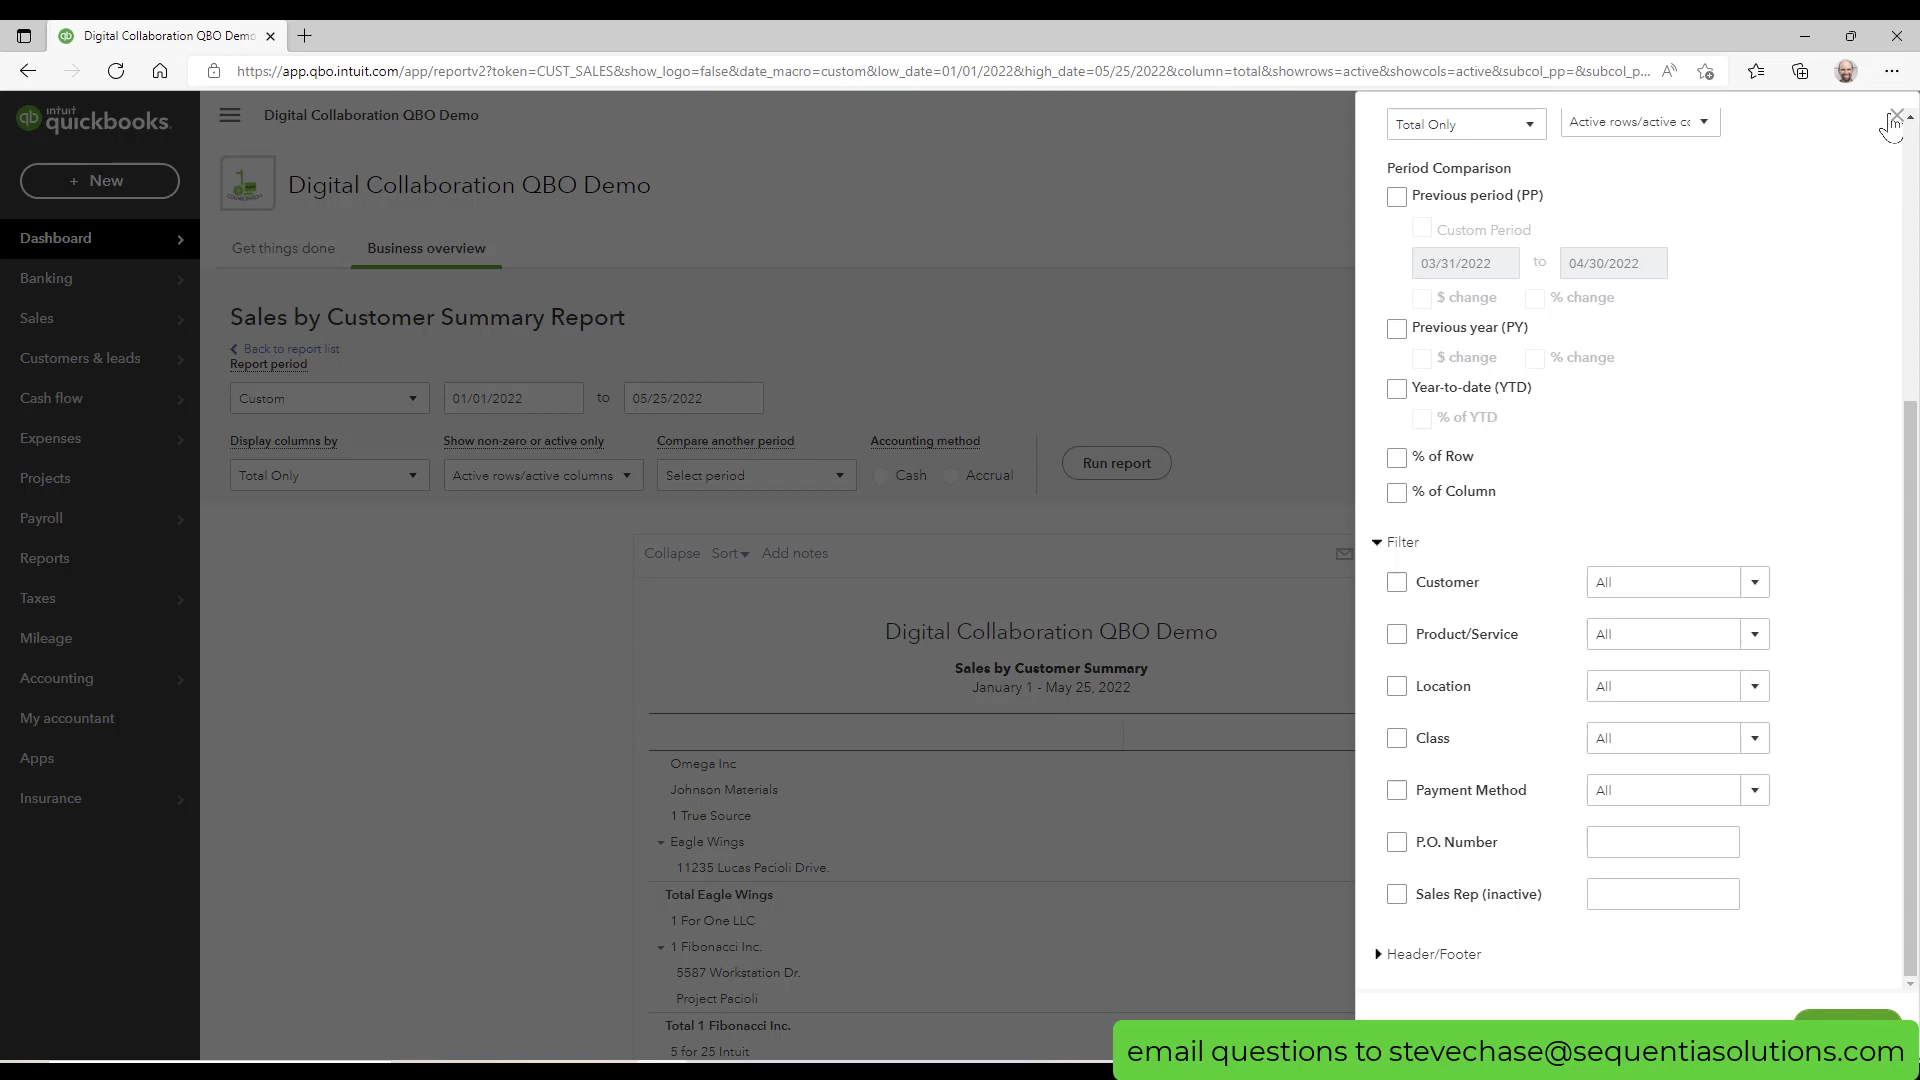 Digital Collaboration QBO Demo
https://app.qbo.intuit.com/app/reportv2?token=CUST_SALES&show_logo=false&date_macro=custom&low_date=01/01/2022&high_date=05/25/2022&column=total&showrows=active&showcols=active&subcol_pp=&subcol_p...
intuit
quickbooks.
+ New
Dashboard
Banking
Sales
Customers & leads
Cash flow
Expenses
Projects
Payroll
Reports
Taxes
Mileage
Accounting
My accountant
Apps
Insurance
Digital Collaboration QBO Demo
Digital Collaboration QBO Demo
Get things done
Business overview
Sales by Customer Summary Report
Back to report list
Report period
Custom
01/01/2022
to
05/25/2022
Display columns by
Show non-zero or active only
Compare another period
Accounting method
Total Only
Active rows/active columns
Select period
Cash
Accrual
Run report
Collapse
Sort
Add notes
Digital Collaboration QBO Demo
Sales by Customer Summary
January 1 - May 25, 2022
Omega Inc
Johnson Materials
1 True Source
Eagle Wings
11235 Lucas Pacioli Drive.
Total Eagle Wings
1 For One LLC
1 Fibonacci Inc.
5587 Workstation Dr.
Project Pacioli
Total 1 Fibonacci Inc.
5 for 25 Intuit
Total Only
Active rows/active cc
Period Comparison
Previous period (PP)
Custom Period
03/31/2022
to
04/30/2022
$ change
% change
Previous year (PY)
$ change
% change
Year-to-date (YTD)
% of YTD
% of Row
% of Column
Filter
Customer
All
Product/Service
All
Location
All
Class
All
Payment Method
All
P.O. Number
Sales Rep (inactive)
Header/Footer
email questions to stevechase@sequentiasolutions.com